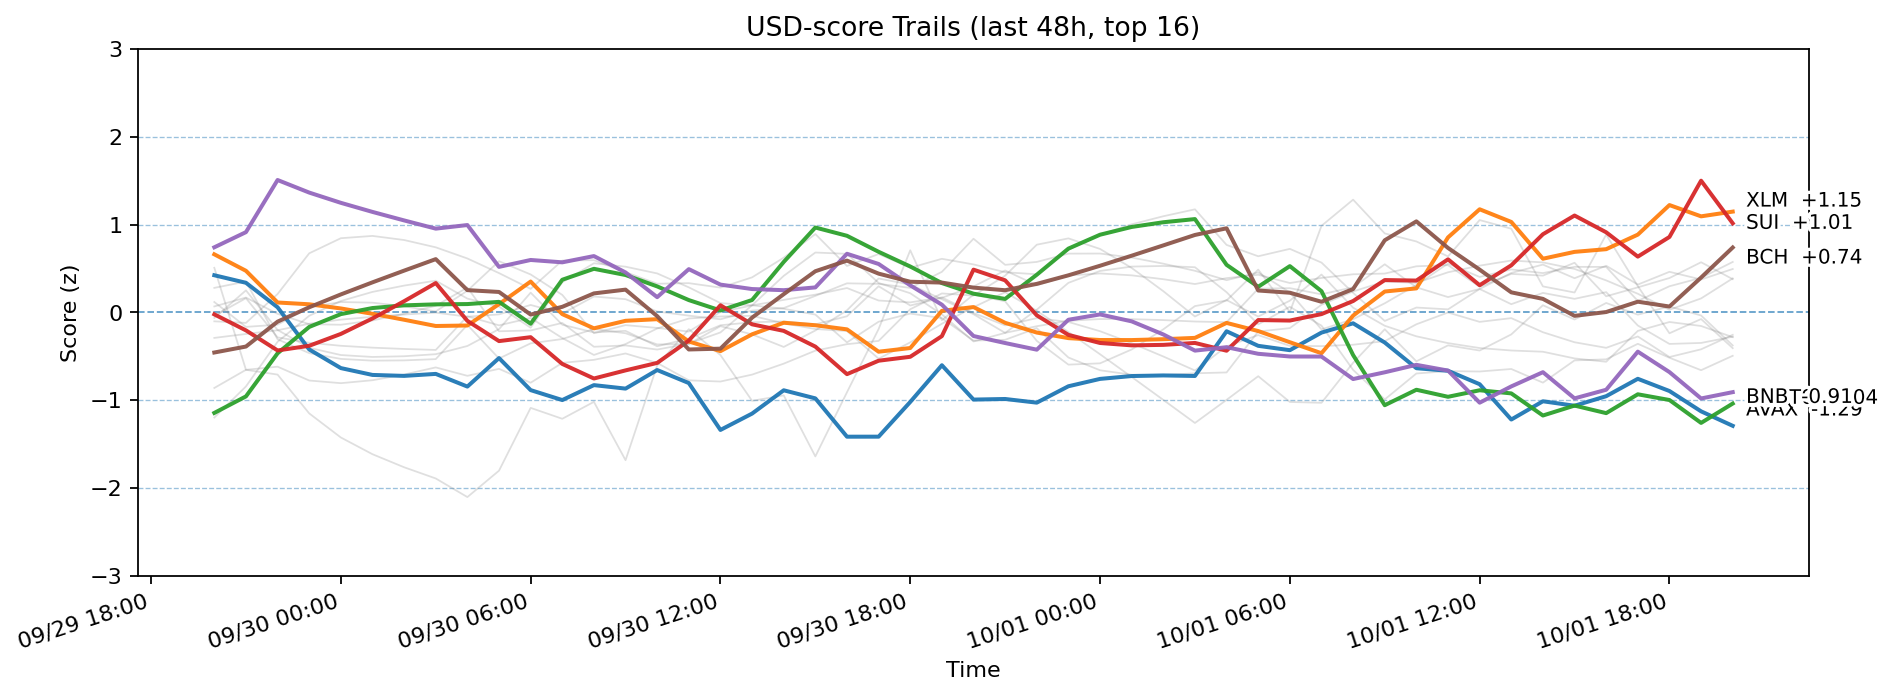 USD-score Trails (last 48h, top 16)
3
2
1
0
−1
−2
−3
Score (z)
XLM +1.15
SUI +1.01
BCH +0.74
AVAX -1.29
09/29 18:00
09/30 00:00
09/30 06:00
09/30 12:00
09/30 18:00
10/01 00:00
10/01 06:00
10/01 12:00
10/01 18:00
Time